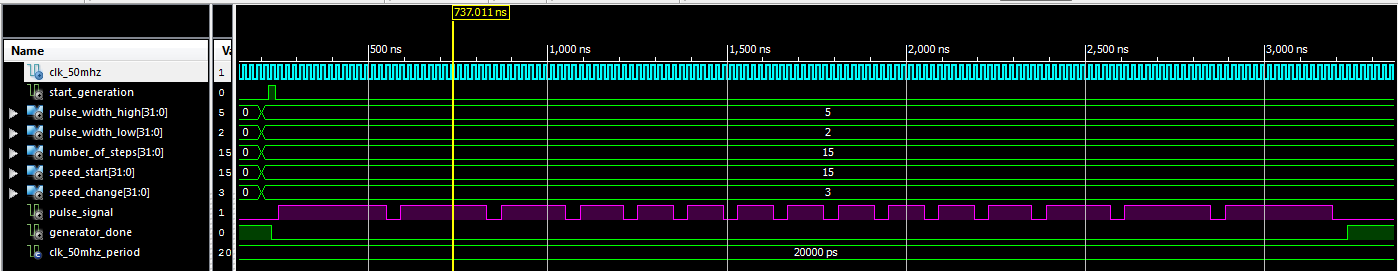 737.011 ns
Name Va
500 ns 1,000 ns 1,500 ns 2,000 ns 2,500 ns 3,000 ns
clk_50mhz 1
start_generation 0
pulse_width_high[31:0] 5 0 5
pulse_width_low[31:0] 2 0 2
number_of_steps[31:0] 15 0 15
speed_start[31:0] 15 0 15
speed_change[31:0] 3 0 3
pulse_signal 1
generator_done 0
clk_50mhz_period 20 20000 ps